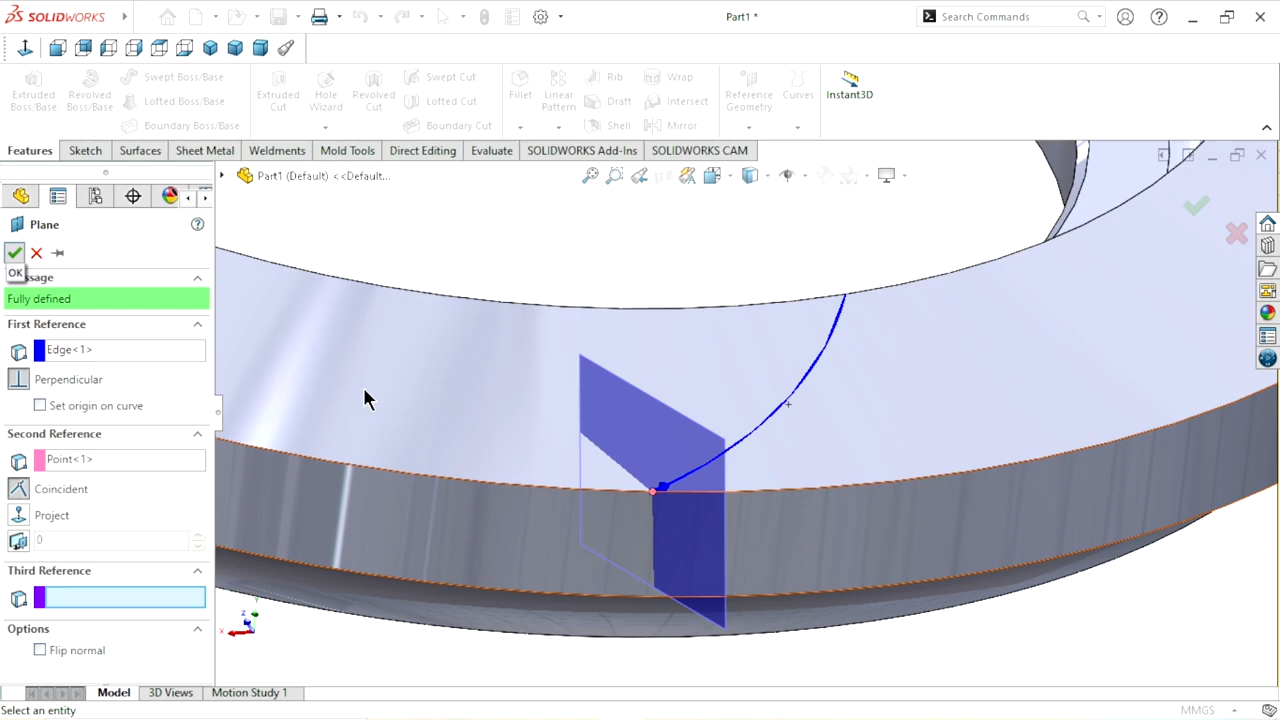 SOLIDWORKS
Part1 *
Search Commands
Extruded Boss/Base
Revolved Boss/Base
Swept Boss/Base
Lofted Boss/Base
Boundary Boss/Base
Extruded Cut
Hole Wizard
Revolved Cut
Swept Cut
Lofted Cut
Boundary Cut
Fillet
Linear Pattern
Rib
Draft
Shell
Wrap
Intersect
Mirror
Reference Geometry
Curves
Instant3D
Features
Sketch
Surfaces
Sheet Metal
Weldments
Mold Tools
Direct Editing
Evaluate
SOLIDWORKS Add-Ins
SOLIDWORKS CAM
Part1 (Default) <<Default...
Plane
OK
ssage
Fully defined
First Reference
Edge<1>
Perpendicular
Set origin on curve
Second Reference
Point<1>
Coincident
Project
0
Third Reference
Options
Flip normal
X
Y
Z
Model
3D Views
Motion Study 1
Select an entity
MMGS